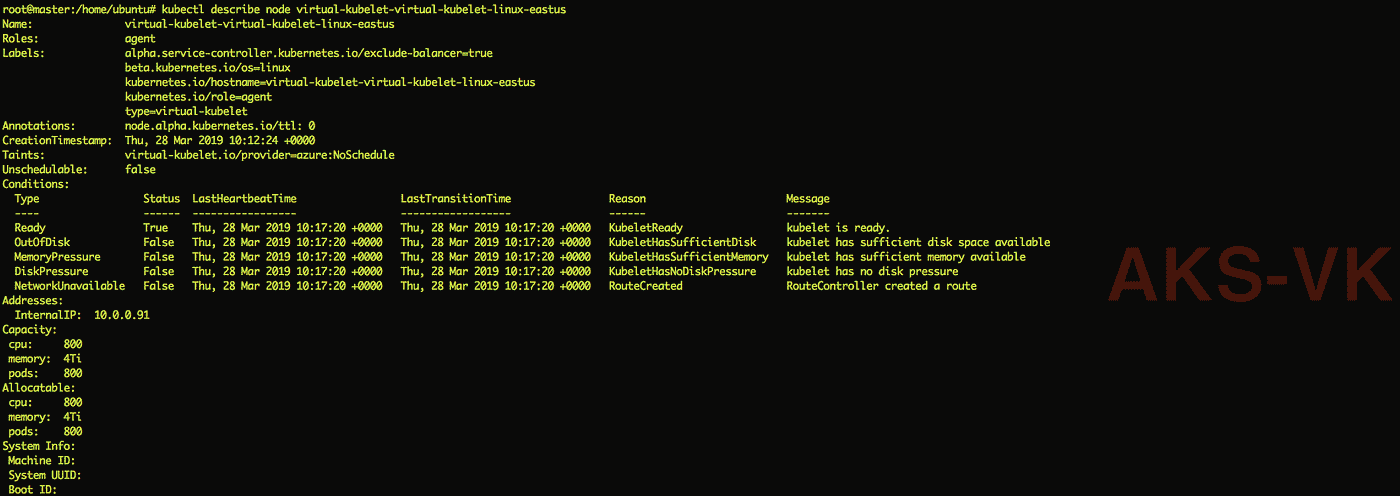 root@master:/home/ubuntu# kubectl describe node virtual-kubelet-virtual-kubelet-linux-eastus
Name:               virtual-kubelet-virtual-kubelet-linux-eastus
Roles:              agent
Labels:             alpha.service-controller.kubernetes.io/exclude-balancer=true
                    beta.kubernetes.io/os=linux
                    kubernetes.io/hostname=virtual-kubelet-virtual-kubelet-linux-eastus
                    kubernetes.io/role=agent
                    type=virtual-kubelet
Annotations:        node.alpha.kubernetes.io/ttl: 0
CreationTimestamp:  Thu, 28 Mar 2019 10:12:24 +0000
Taints:             virtual-kubelet.io/provider=azure:NoSchedule
Unschedulable:      false
Conditions:
  Type                 Status  LastHeartbeatTime                 LastTransitionTime                Reason                       Message
  ----                 ------  -----------------                 ------------------                ------                       -------
  Ready                True    Thu, 28 Mar 2019 10:17:20 +0000   Thu, 28 Mar 2019 10:17:20 +0000   KubeletReady                 kubelet is ready.
  OutOfDisk            False   Thu, 28 Mar 2019 10:17:20 +0000   Thu, 28 Mar 2019 10:17:20 +0000   KubeletHasSufficientDisk     kubelet has sufficient disk space available
  MemoryPressure       False   Thu, 28 Mar 2019 10:17:20 +0000   Thu, 28 Mar 2019 10:17:20 +0000   KubeletHasSufficientMemory   kubelet has sufficient memory available
  DiskPressure         False   Thu, 28 Mar 2019 10:17:20 +0000   Thu, 28 Mar 2019 10:17:20 +0000   KubeletHasNoDiskPressure     kubelet has no disk pressure
  NetworkUnavailable   False   Thu, 28 Mar 2019 10:17:20 +0000   Thu, 28 Mar 2019 10:17:20 +0000   RouteCreated                 RouteController created a route
AKS-VK
Addresses:
  InternalIP:  10.0.0.91
Capacity:
 cpu:     800
 memory:  4Ti
 pods:    800
Allocatable:
 cpu:     800
 memory:  4Ti
 pods:    800
System Info:
 Machine ID:
 System UUID:
 Boot ID: